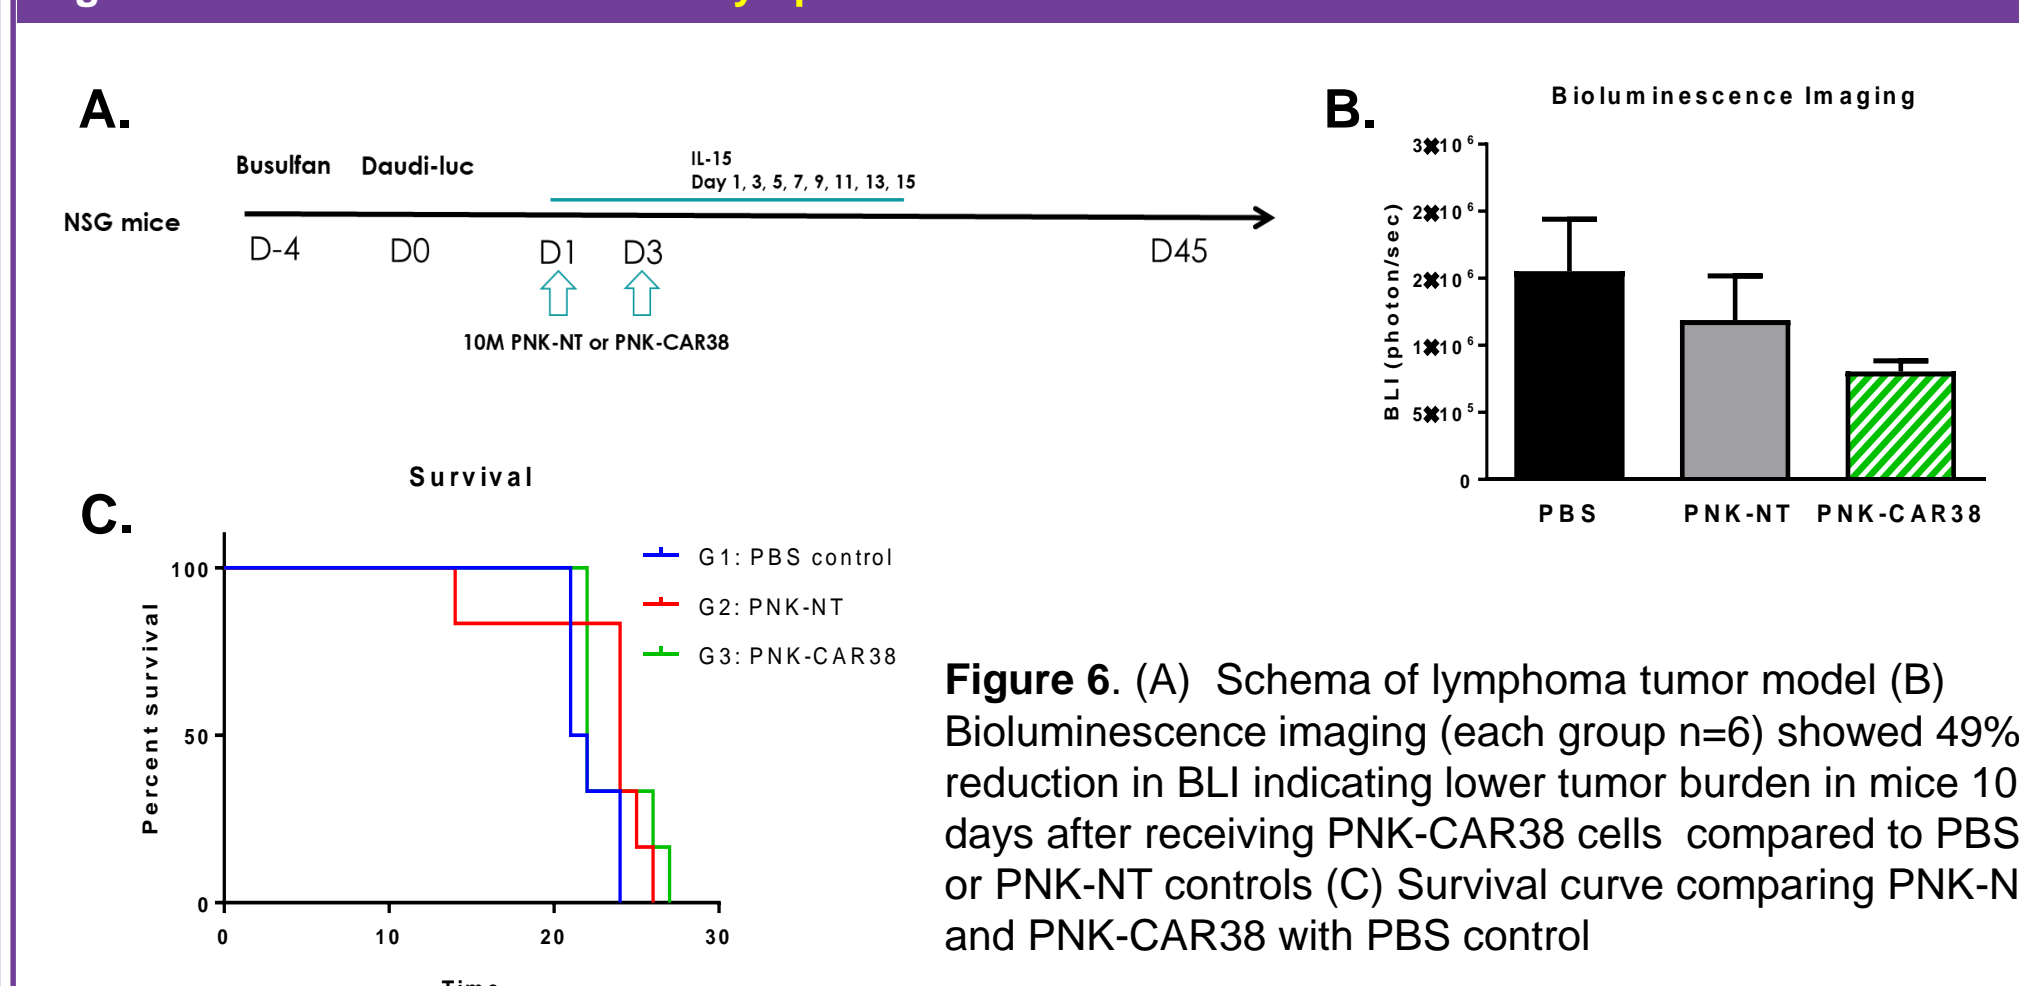 A.
Busulfan
Daudi-luc
IL-15
Day 1, 3, 5, 7, 9, 11, 13, 15
NSG mice
D-4
D0
D1
D3
D45
10M PNK-NT or PNK-CAR38
B.
Bioluminescence Imaging
BLI (photon/sec)
3✖10⁶
2✖10⁶
2✖10⁶
1✖10⁶
5✖10⁵
0
PBS
PNK-NT
PNK-CAR38
C.
Survival
Percent survival
100
50
0
0
10
20
30
Time
G1: PBS control
G2: PNK-NT
G3: PNK-CAR38
Figure 6. (A) Schema of lymphoma tumor model (B)
Bioluminescence imaging (each group n=6) showed 49%
reduction in BLI indicating lower tumor burden in mice 10
days after receiving PNK-CAR38 cells compared to PBS
or PNK-NT controls (C) Survival curve comparing PNK-N
and PNK-CAR38 with PBS control